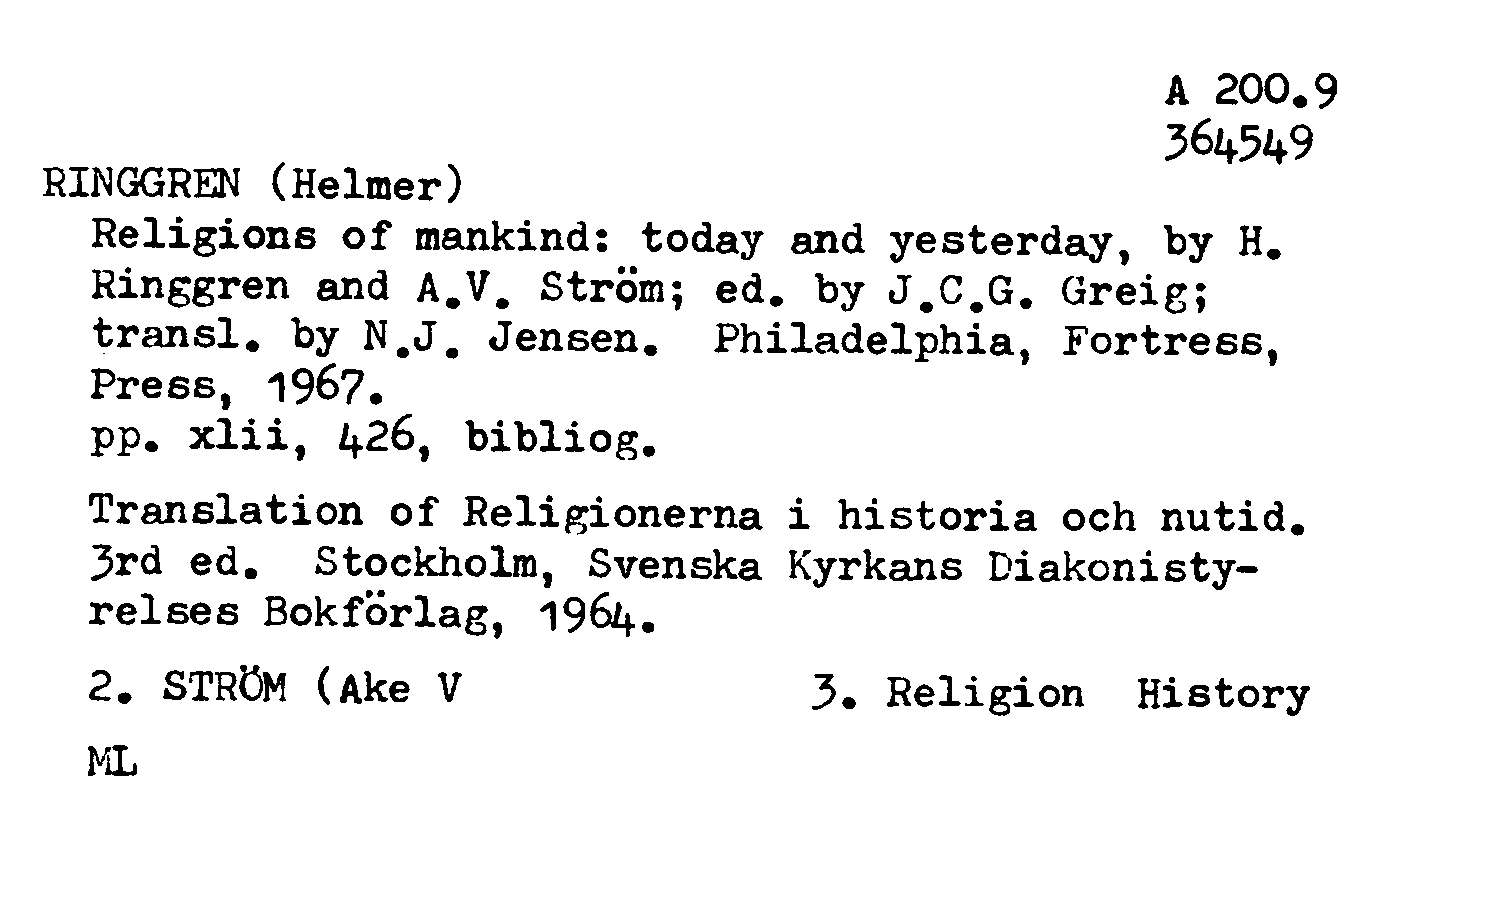 A 200.9
364549
RINGGREN (Helmer)
Religions of mankind: today and yesterday, by H.
Ringgren and A.V. Ström; ed. by J.C.G. Greig;
transl. by N.J. Jensen. Philadelphia, Fortress,
Press, 1967.
pp. xlii, 426, bibliog.
Translation of Religionerna i historia och nutid.
3rd ed. Stockholm, Svenska Kyrkans Diakonisty-
relses Bokförlag, 1964.
2. STRÖM (Ake V 3. Religion History
ML